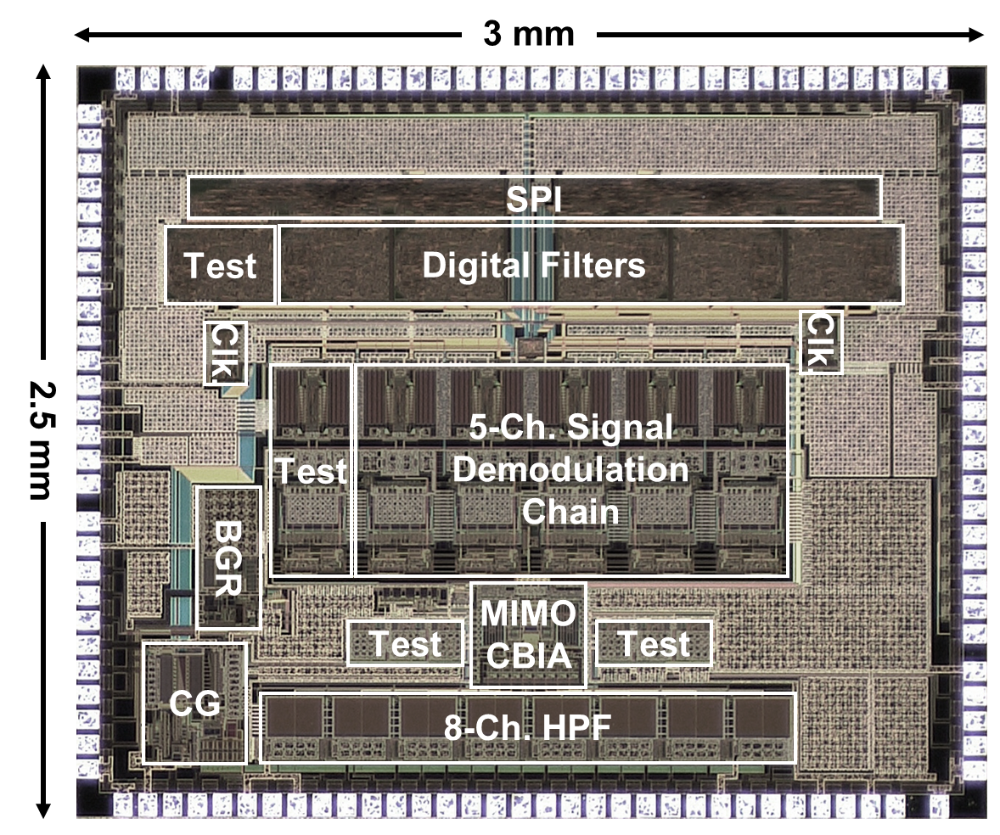 3 mm
2.5 mm
SPI
Test
Digital Filters
Clk.
Clk.
Test
5-Ch. Signal
Demodulation
Chain
BGR
MIMO
CBIA
Test
Test
CG
8-Ch. HPF